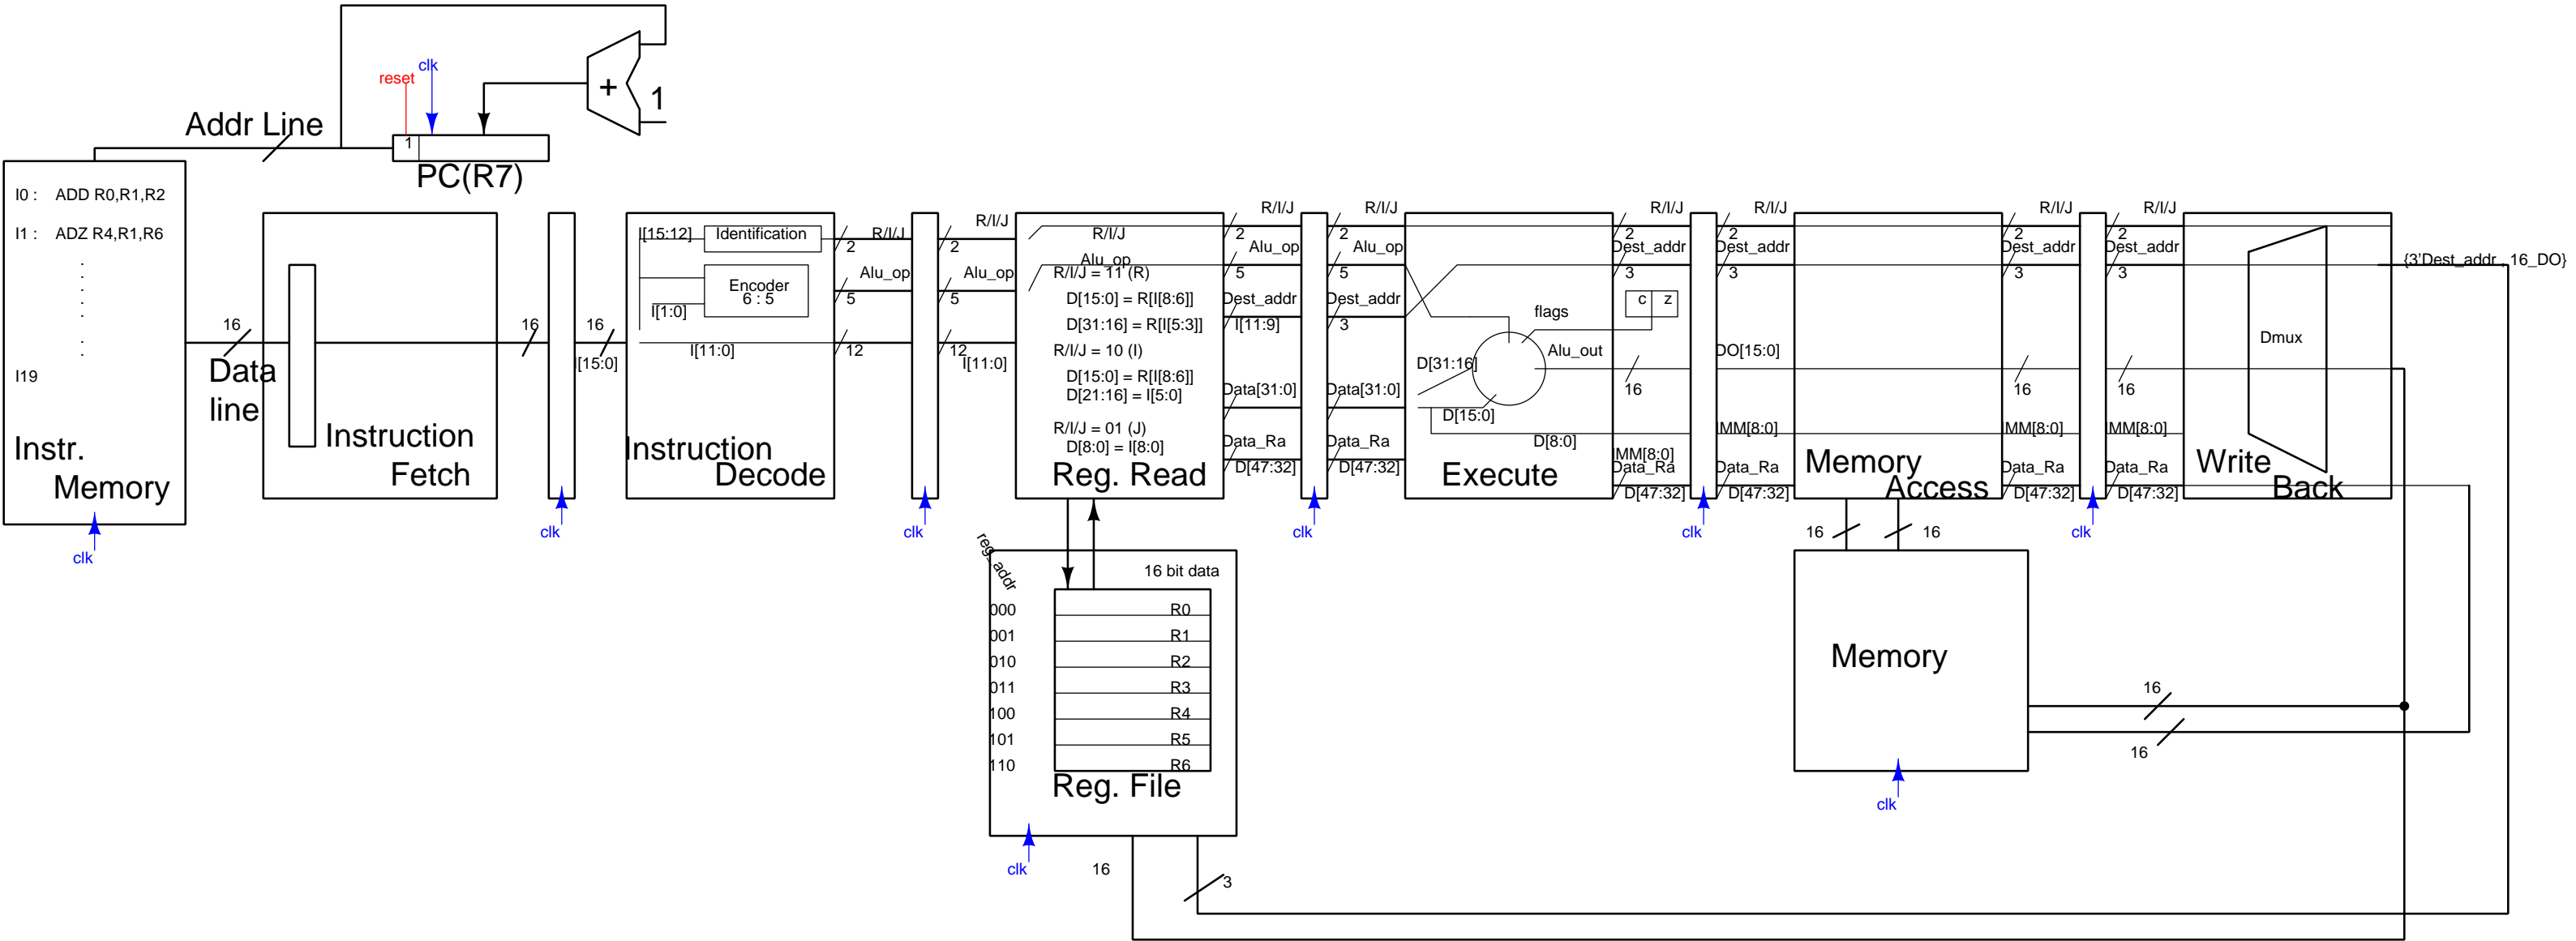 reset
clk
+
1
Addr Line
1
PC(R7)
I0 : ADD R0,R1,R2
I1 : ADZ R4,R1,R6
I19
Instr.
Memory
clk
16
Data
line
Instruction
Fetch
16
clk
16
I[15:0]
I[15:12]
Identification
Encoder
6 : 5
I[1:0]
I[11:0]
Instruction
Decode
R/I/J
2
Alu_op
5
12
clk
R/I/J
2
Alu_op
5
12
I[11:0]
R/I/J
Alu_op
R/I/J = 11 (R)
D[15:0] = R[I[8:6]]
D[31:16] = R[I[5:3]]
R/I/J = 10 (I)
D[15:0] = R[I[8:6]]
D[21:16] = I[5:0]
R/I/J = 01 (J)
D[8:0] = I[8:0]
Reg. Read
R/I/J
2
Alu_op
5
Dest_addr
I[11:9]
Data[31:0]
Data_Ra
D[47:32]
clk
R/I/J
2
Alu_op
5
Dest_addr
3
Data[31:0]
Data_Ra
D[47:32]
flags
Alu_out
D[31:16]
D[15:0]
D[8:0]
Execute
R/I/J
2
Dest_addr
3
c z
16
IMM[8:0]
Data_Ra
D[47:32]
clk
R/I/J
2
Dest_addr
3
DO[15:0]
IMM[8:0]
Data_Ra
D[47:32]
Memory
Access
R/I/J
2
Dest_addr
3
16
IMM[8:0]
Data_Ra
D[47:32]
clk
R/I/J
2
Dest_addr
3
16
IMM[8:0]
Data_Ra
D[47:32]
Dmux
Write
Back
{3'Dest_addr , 16_DO}
16
16
Memory
clk
16
16
reg_addr
16 bit data
000 R0
001 R1
010 R2
011 R3
100 R4
101 R5
110 R6
Reg. File
clk
16
3